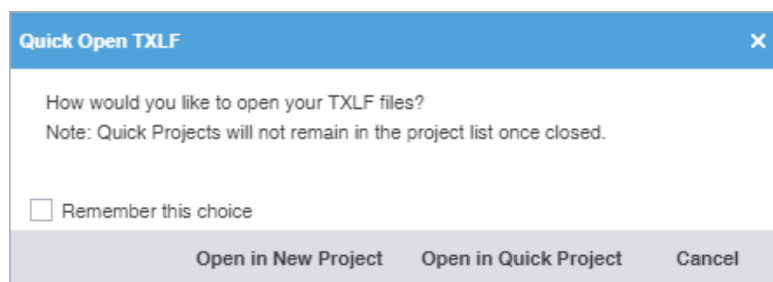 Quick Open TXLF
How would you like to open your TXLF files?
Note: Quick Projects will not remain in the project list once closed.
Remember this choice
Open in New Project Open in Quick Project Cancel